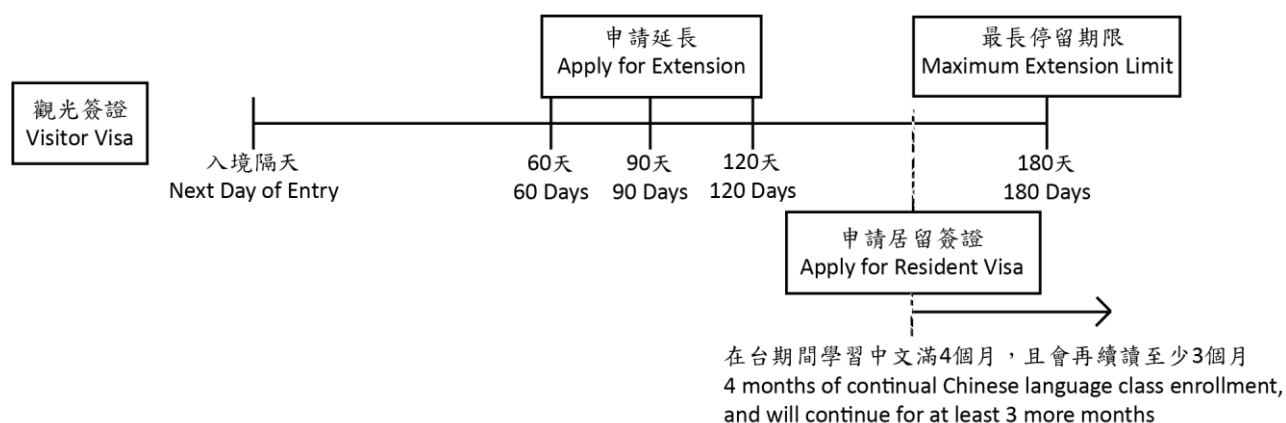 申請延長
Apply for Extension
最長停留期限
Maximum Extension Limit
觀光簽證
Visitor Visa
入境隔天
Next Day of Entry
60天
60 Days
90天
90 Days
120天
120 Days
180天
180 Days
申請居留簽證
Apply for Resident Visa
在台期間學習中文滿4個月，且會再續讀至少3個月
4 months of continual Chinese language class enrollment,
and will continue for at least 3 more months